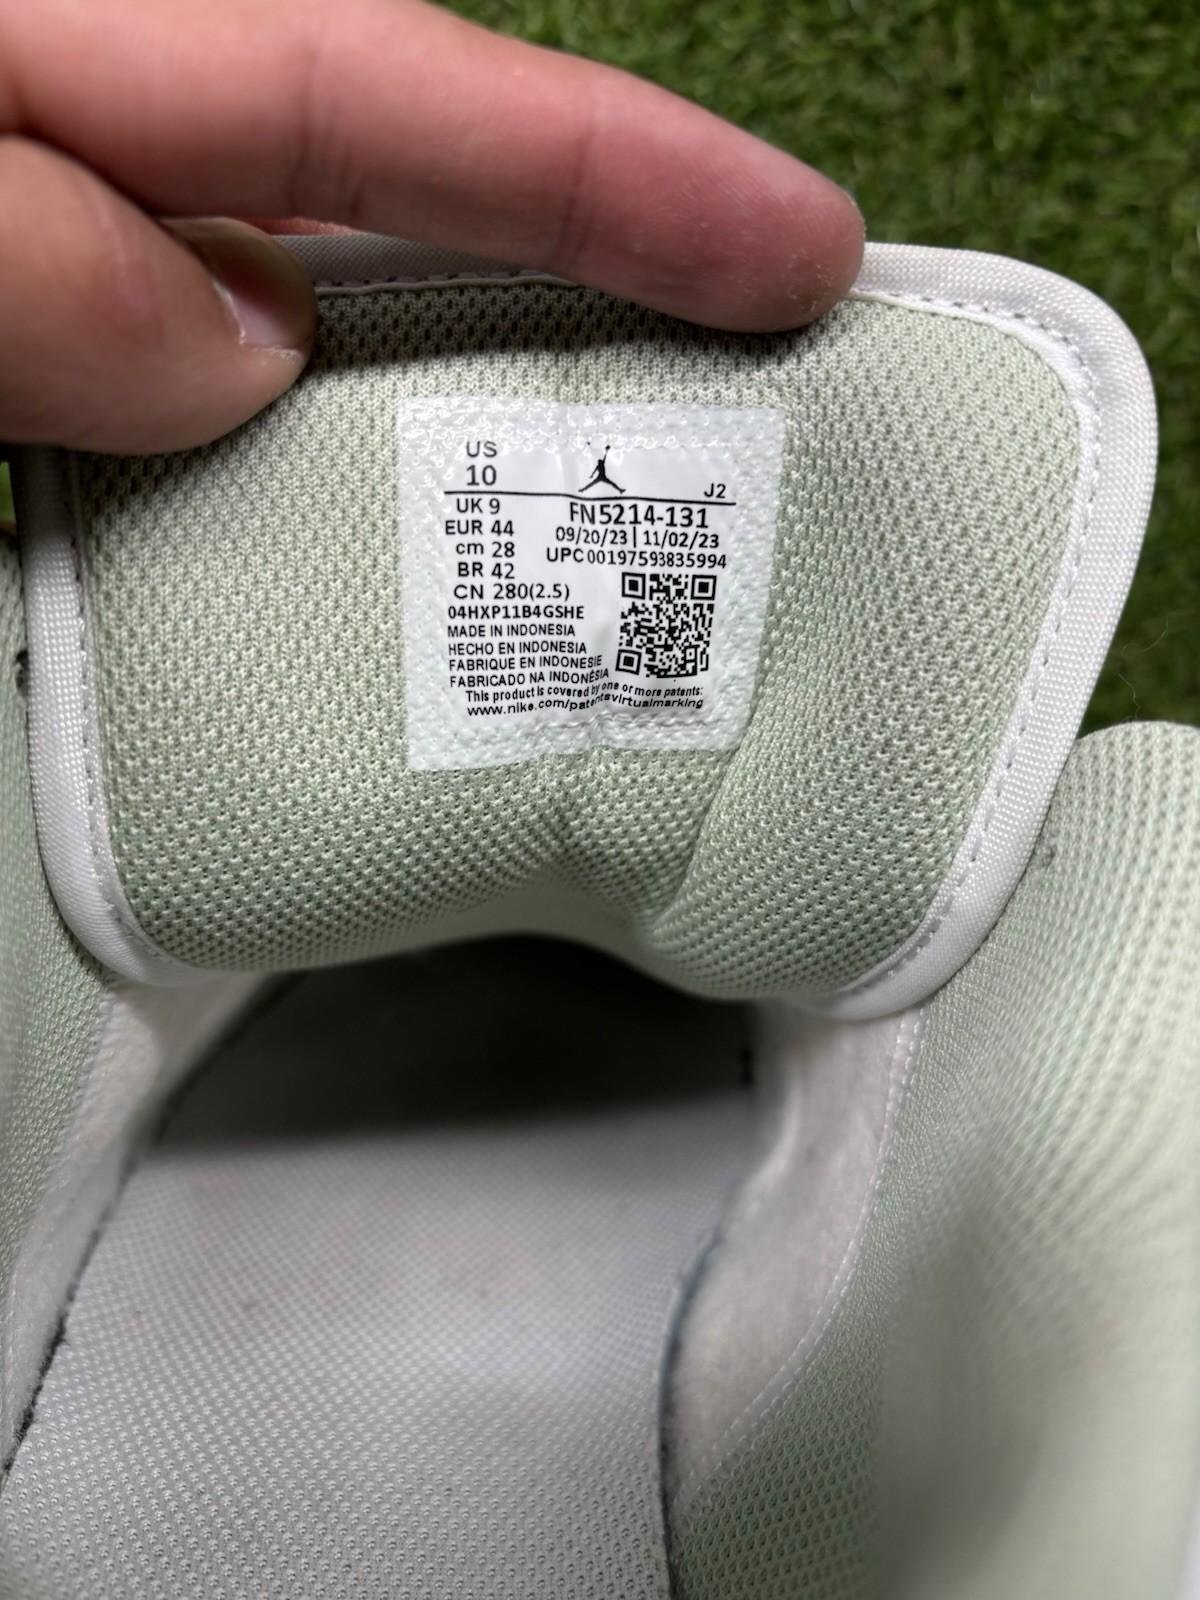 US
10
J2
UK 9
FN5214-131
EUR 44
09/20/23 | 11/02/23
cm 28
UPC 00197593835994
BR 42
CN 280(2.5)
04HXP11B4GSHE
MADE IN INDONESIA
HECHO EN INDONESIA
FABRIQUE EN INDONESIE
FABRICADO NA INDONÉSIA
This product is covered by one or more patents:
www.nike.com/patentsvirtualmarking